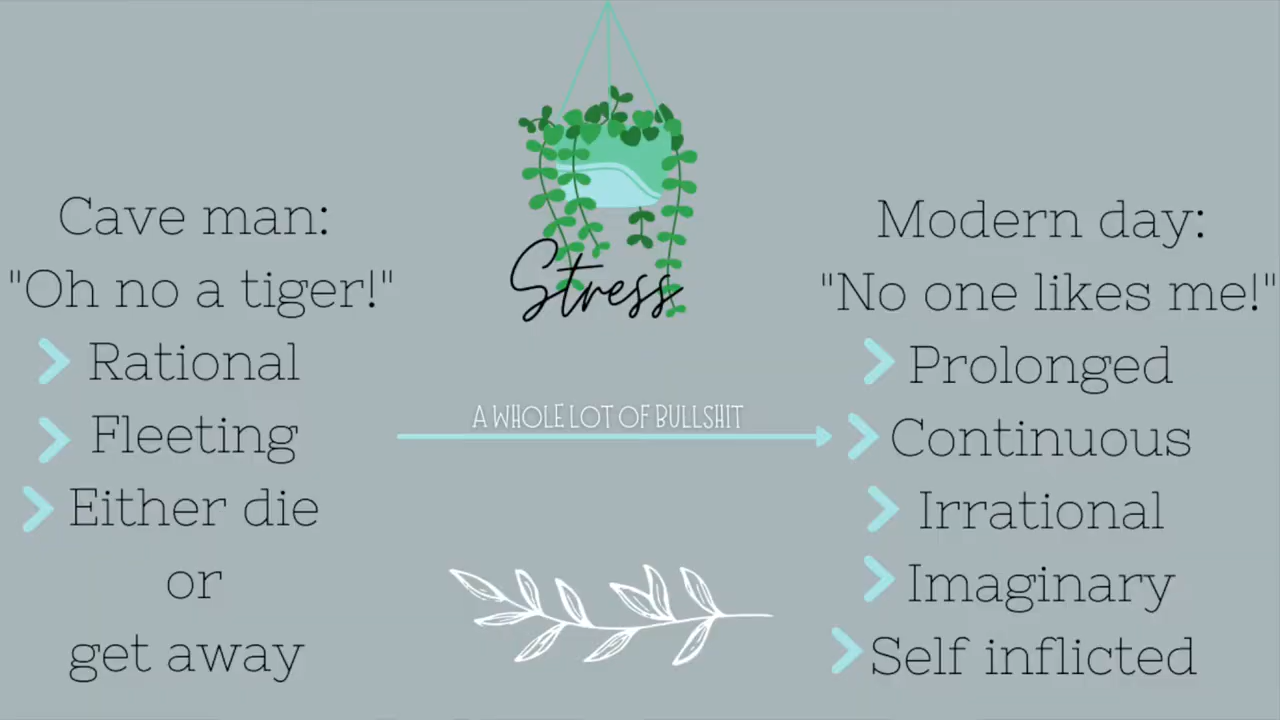 Stress
Cave man:
"Oh no a tiger!"
Rational
Fleeting
Either die
or
get away
A WHOLE LOT OF BULLSHIT
Modern day:
"No one likes me!"
Prolonged
Continuous
Irrational
Imaginary
Self inflicted